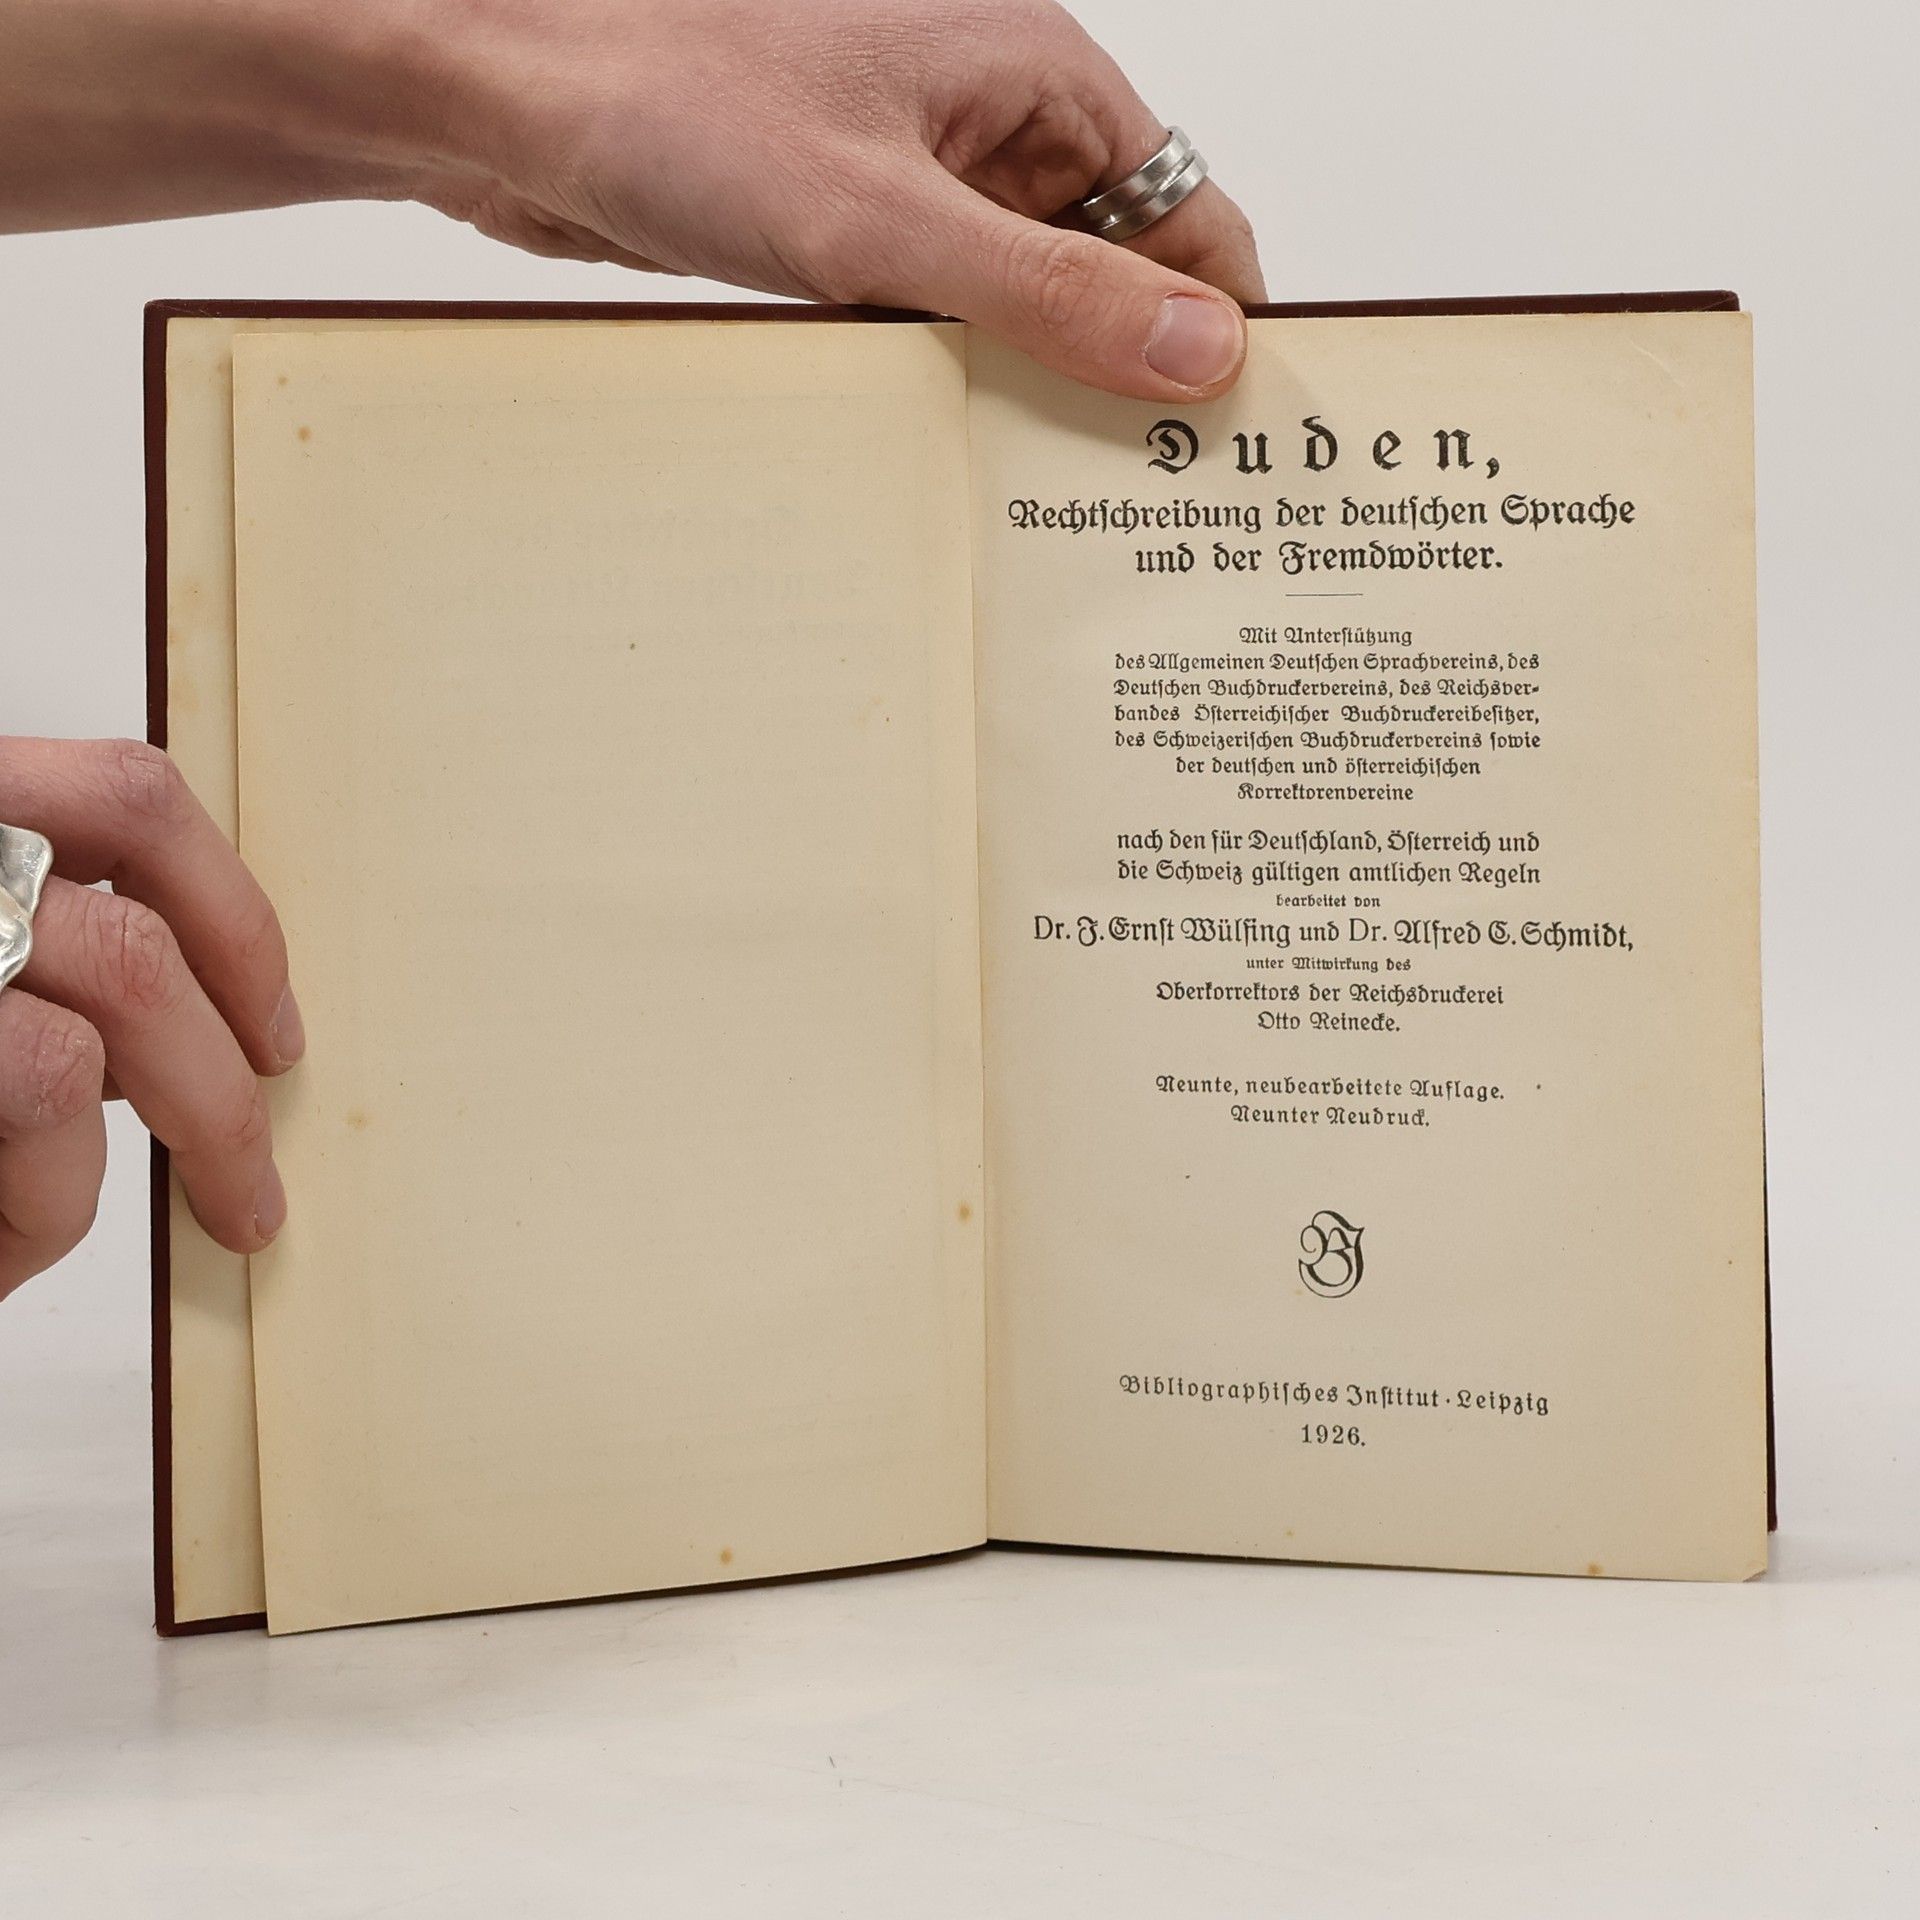 Duden,
Rechtschreibung der deutschen Sprache
und der Fremdwörter.
Mit Unterstützung
des Allgemeinen Deutschen Sprachvereins, des
Deutschen Buchdruckervereins, des Reichsver-
bandes Österreichischer Buchdruckereibesitzer,
des Schweizerischen Buchdruckervereins sowie
der deutschen und österreichischen
Korrektorenvereine
nach den für Deutschland, Österreich und
die Schweiz gültigen amtlichen Regeln
bearbeitet von
Dr. J. Ernst Wülfing und Dr. Alfred C. Schmidt,
unter Mitwirkung des
Oberkorrektors der Reichsdruckerei
Otto Reinecke.
Neunte, neubearbeitete Auflage.
Neunter Neudruck.
BI
Bibliographisches Institut · Leipzig
1926.